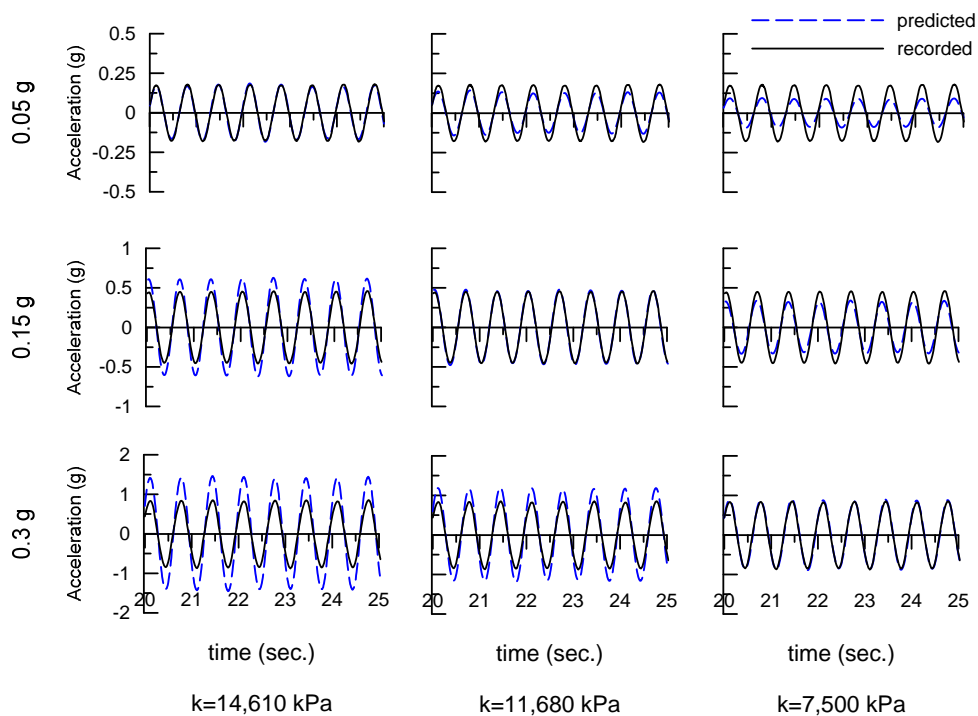 predicted
recorded
0.05 g
Acceleration (g)
0.5
0.25
0
-0.25
-0.5
0.15 g
Acceleration (g)
1
0.5
0
-0.5
-1
0.3 g
Acceleration (g)
2
1
0
-1
-2
20 21 22 23 24 25
20 21 22 23 24 25
20 21 22 23 24 25
time (sec.) time (sec.) time (sec.)
k=14,610 kPa k=11,680 kPa k=7,500 kPa